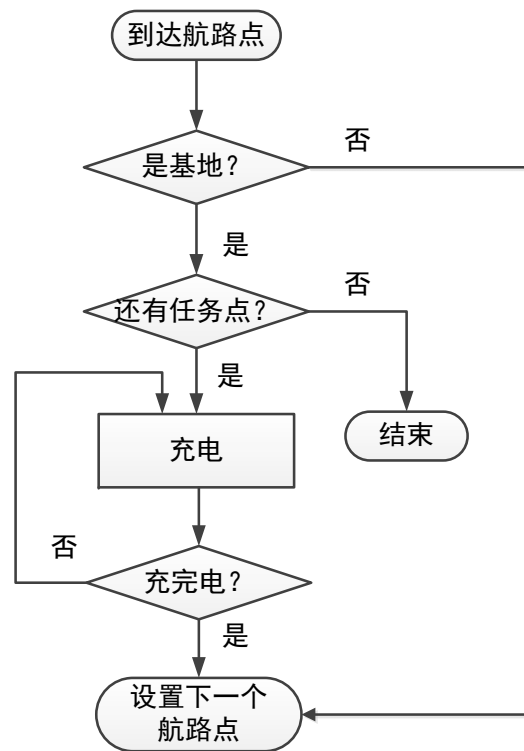 到达航路点
否
是基地?
是
否
还有任务点?
是
充电
结束
否
充完电?
是
设置下一个
航路点